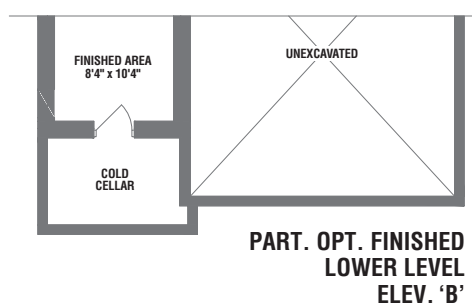 FINISHED AREA
8'4" x 10'4"
UNEXCAVATED
COLD
CELLAR
PART. OPT. FINISHED
LOWER LEVEL
ELEV. ‘B’